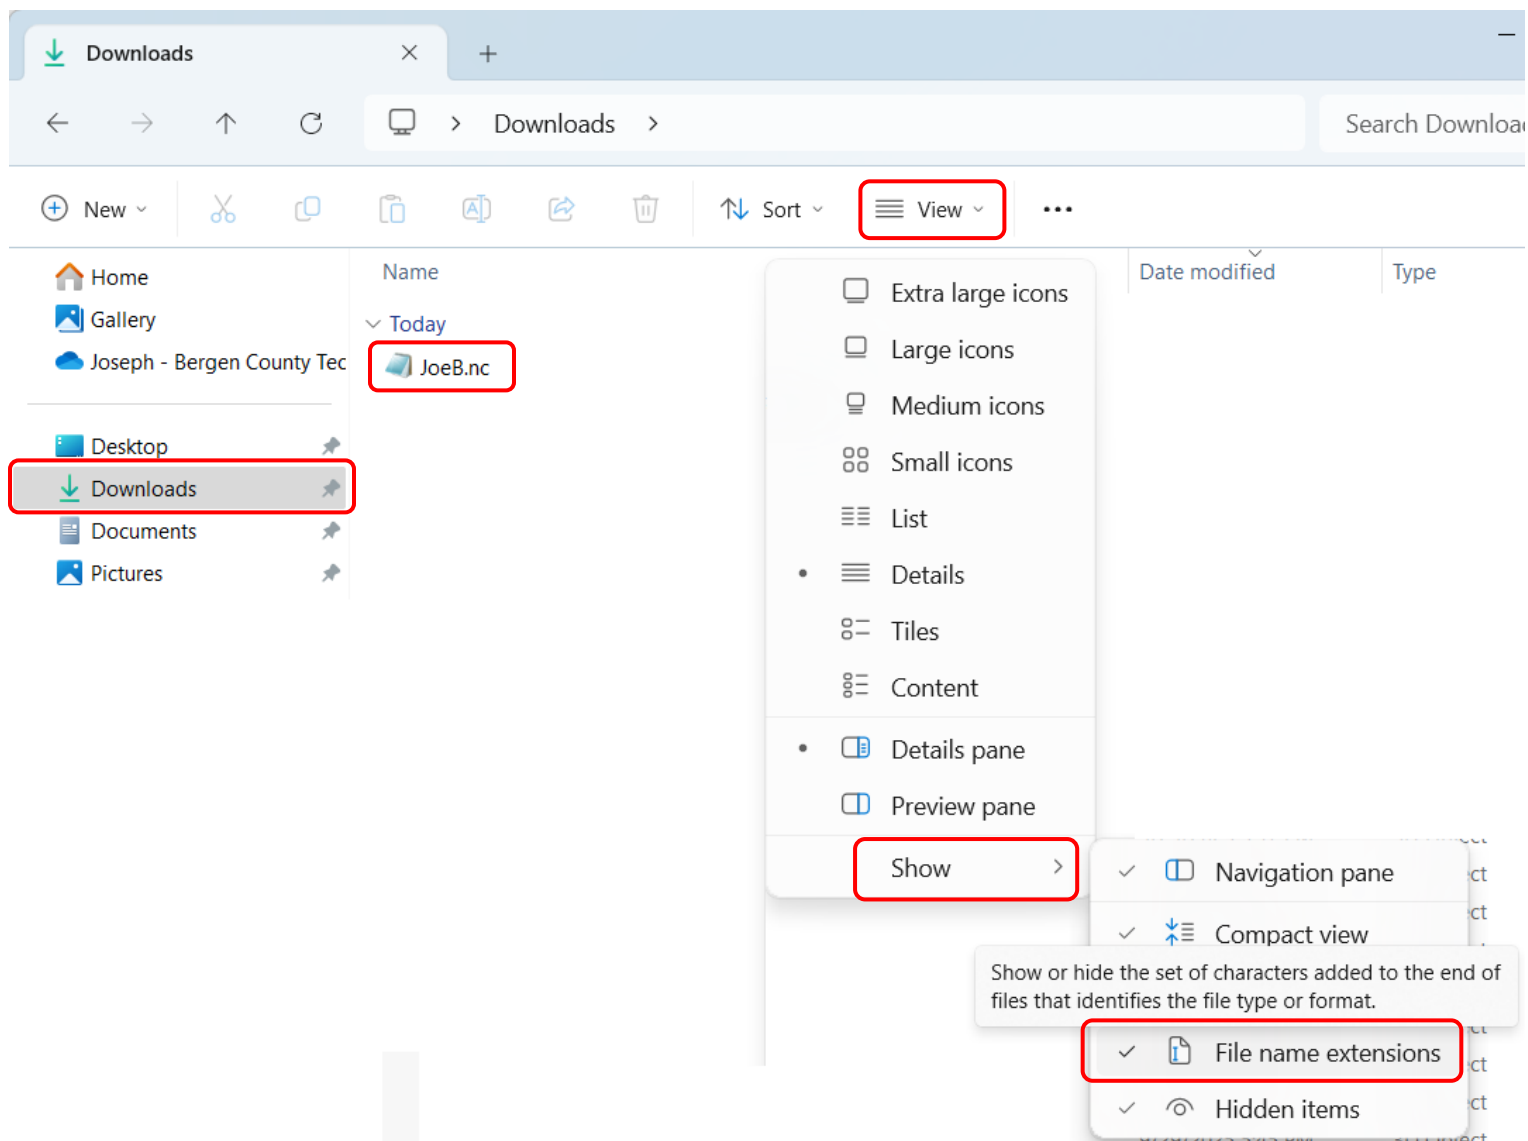 Downloads
Downloads
Search Downloa
New
Sort
View
Home
Gallery
Joseph - Bergen County Tec
Desktop
Downloads
Documents
Pictures
Name
Date modified
Type
Today
JoeB.nc
Extra large icons
Large icons
Medium icons
Small icons
List
Details
Tiles
Content
Details pane
Preview pane
Show
Navigation pane
Compact view
Show or hide the set of characters added to the end of
files that identifies the file type or format.
File name extensions
Hidden items